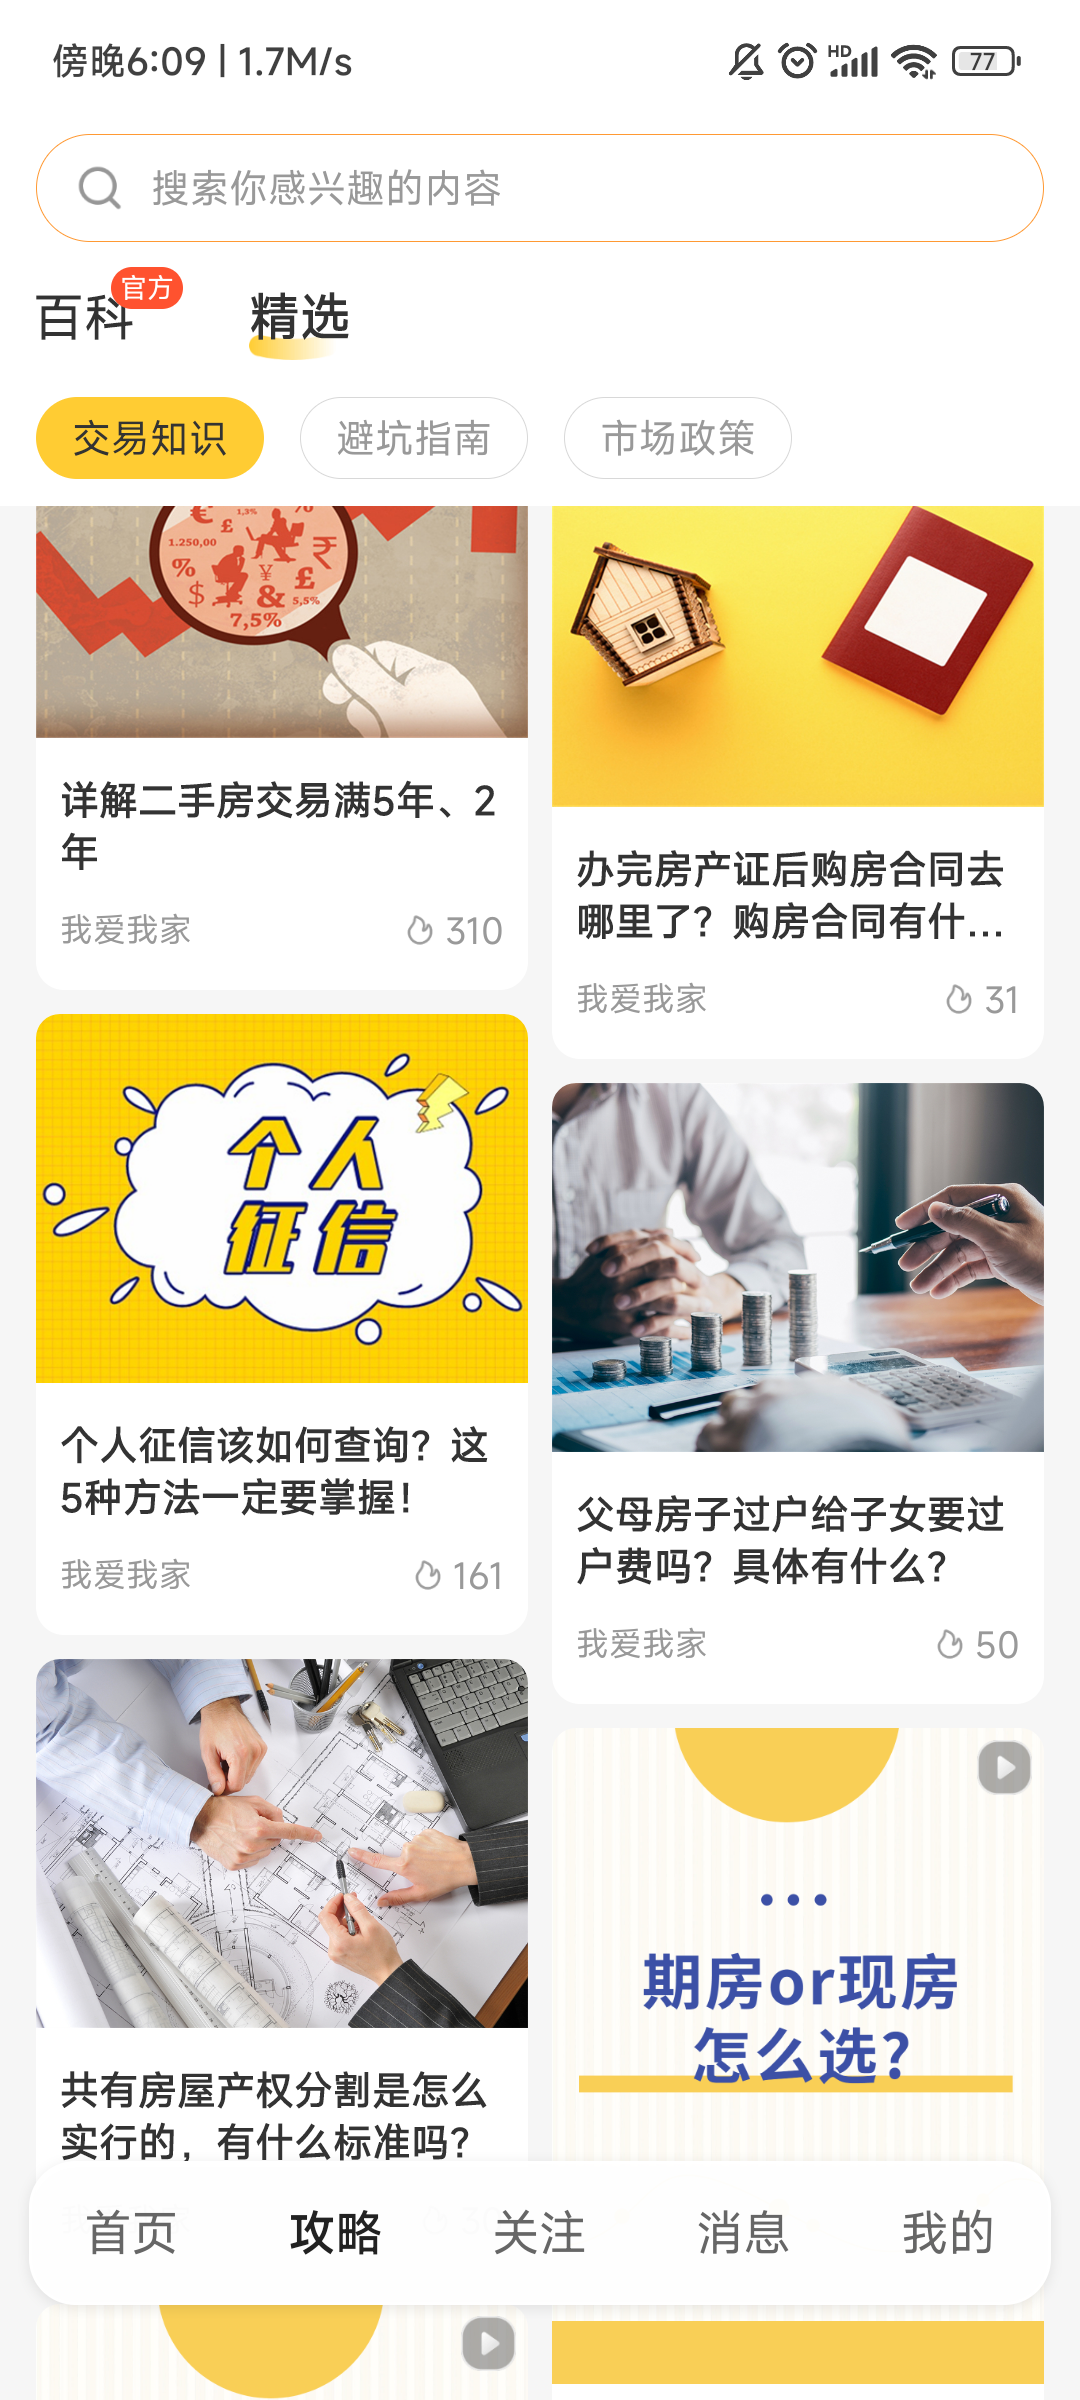 傍晚6:09 | 1.7M/s
HD
77
搜索你感兴趣的内容
百科
官方
精选
交易知识
避坑指南
市场政策
€
£
1,3%
%
1.250,00
%
$
¥
₹
£
&
5,5%
7,5%
详解二手房交易满5年、2
年
我爱我家
310
办完房产证后购房合同去
哪里了？购房合同有什...
我爱我家
31
个人
征信
个人征信该如何查询？这
5种方法一定要掌握！
我爱我家
161
父母房子过户给子女要过
户费吗？具体有什么？
我爱我家
50
共有房屋产权分割是怎么
实行的，有什么标准吗？
期房or现房
怎么选?
首页
攻略
关注
消息
我的